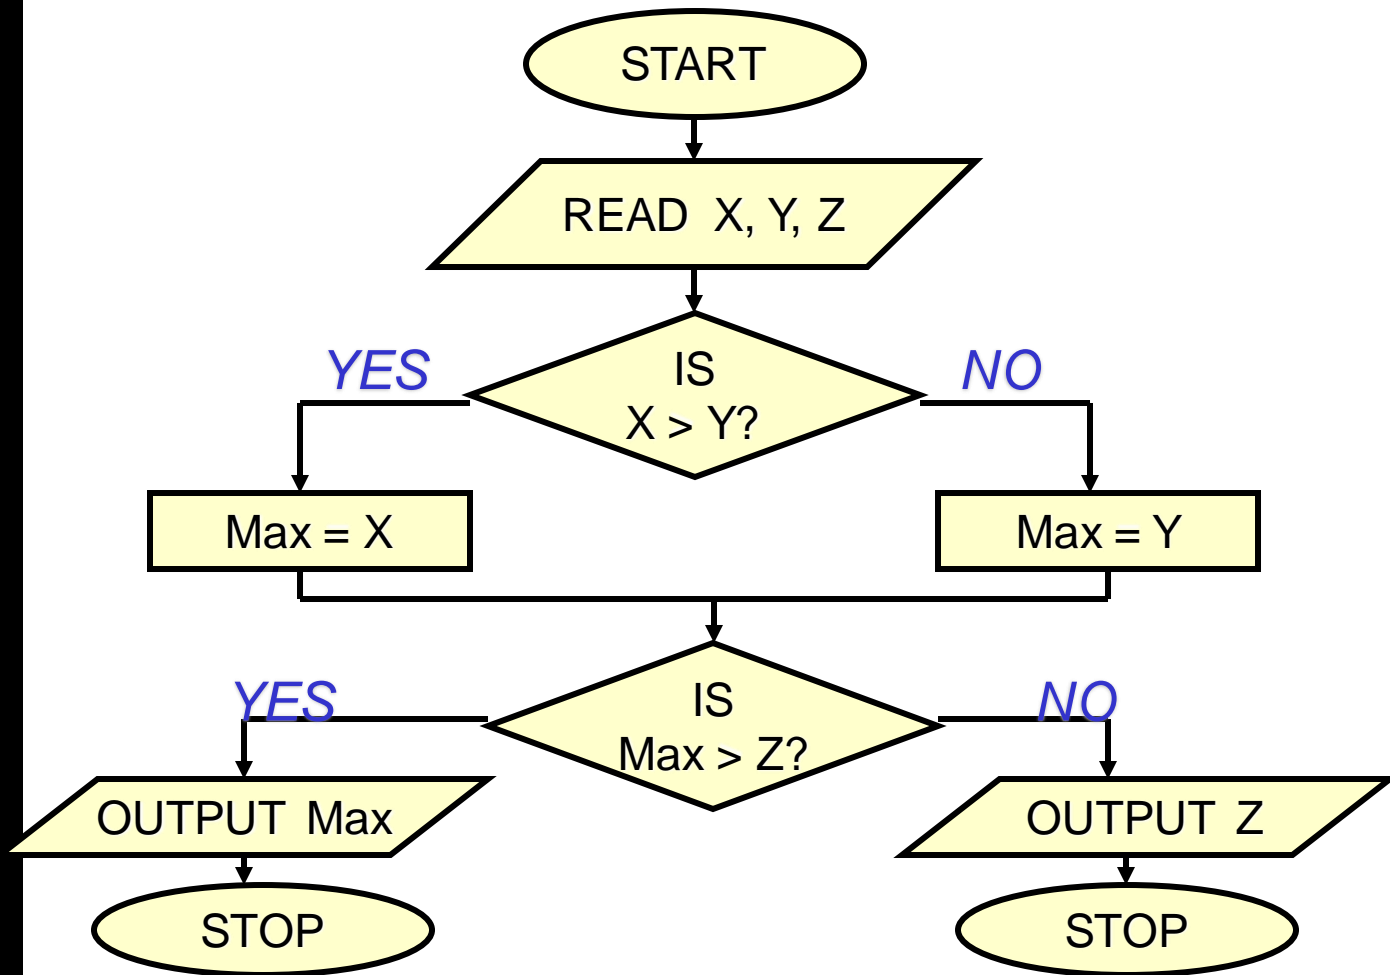 START
READ X, Y, Z
IS
X > Y?
YES
NO
Max = X
Max = Y
IS
Max > Z?
YES
NO
OUTPUT Max
OUTPUT Z
STOP
STOP